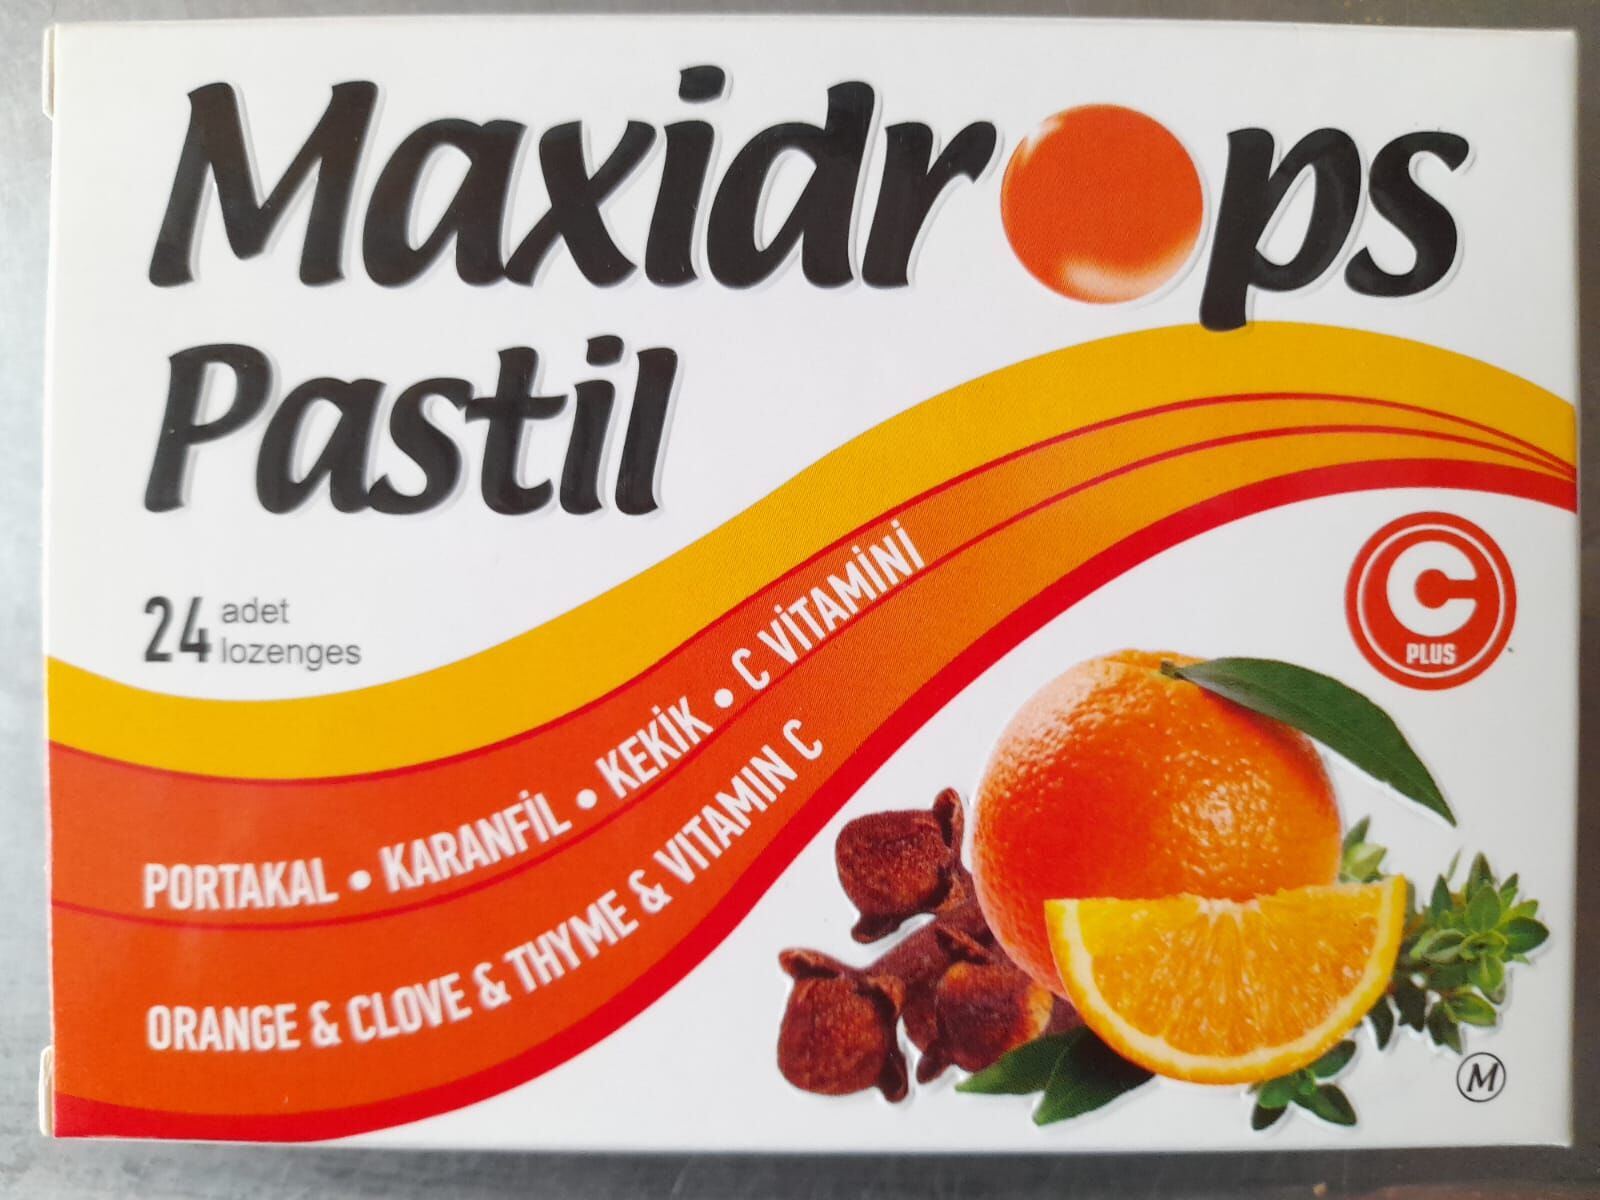 Maxidrops
Pastil
24 adet
lozenges
PORTAKAL • KARANFİL • KEKİK • C VİTAMİNİ
ORANGE & CLOVE & THYME & VITAMIN C
C
PLUS
M